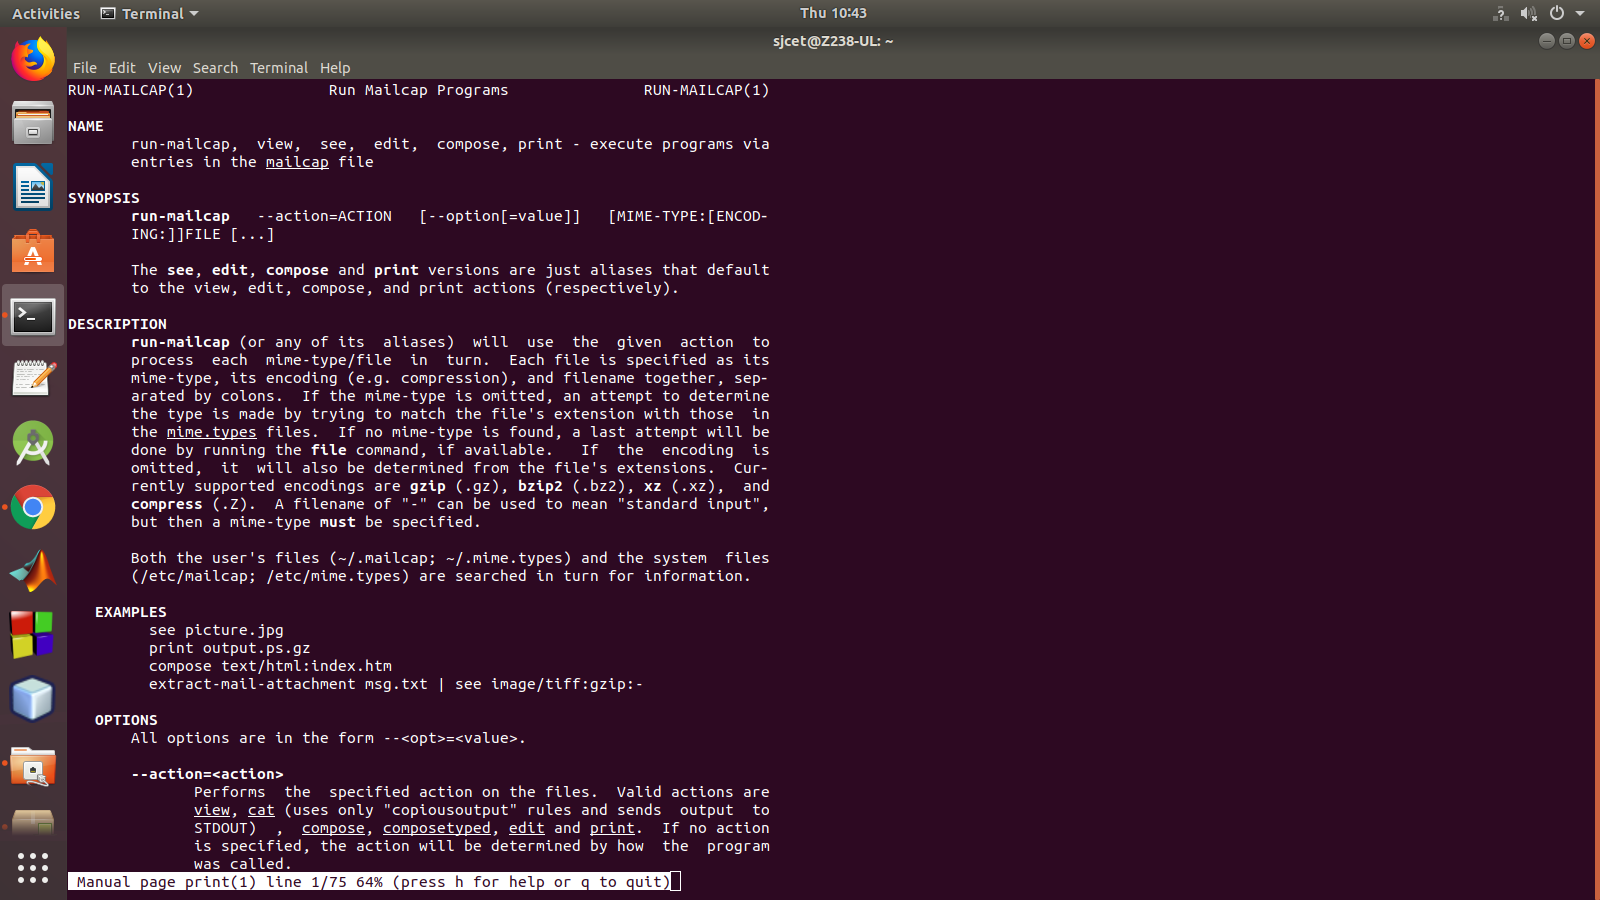 Activities Terminal Thu 10:43
sjcet@Z238-UL: ~
File Edit View Search Terminal Help
RUN-MAILCAP(1) Run Mailcap Programs RUN-MAILCAP(1)
NAME
run-mailcap, view, see, edit, compose, print - execute programs via
entries in the mailcap file
SYNOPSIS
run-mailcap --action=ACTION [--option[=value]] [MIME-TYPE:[ENCOD-
ING:]]FILE [...]
The see, edit, compose and print versions are just aliases that default
to the view, edit, compose, and print actions (respectively).
DESCRIPTION
run-mailcap (or any of its aliases) will use the given action to
process each mime-type/file in turn. Each file is specified as its
mime-type, its encoding (e.g. compression), and filename together, sep-
arated by colons. If the mime-type is omitted, an attempt to determine
the type is made by trying to match the file's extension with those in
the mime.types files. If no mime-type is found, a last attempt will be
done by running the file command, if available. If the encoding is
omitted, it will also be determined from the file's extensions. Cur-
rently supported encodings are gzip (.gz), bzip2 (.bz2), xz (.xz), and
compress (.Z). A filename of "-" can be used to mean "standard input",
but then a mime-type must be specified.
Both the user's files (~/.mailcap; ~/.mime.types) and the system files
(/etc/mailcap; /etc/mime.types) are searched in turn for information.
EXAMPLES
see picture.jpg
print output.ps.gz
compose text/html:index.htm
extract-mail-attachment msg.txt | see image/tiff:gzip:-
OPTIONS
All options are in the form --<opt>=<value>.
--action=<action>
Performs the specified action on the files. Valid actions are
view, cat (uses only "copiousoutput" rules and sends output to
STDOUT) , compose, composetyped, edit and print. If no action
is specified, the action will be determined by how the program
was called.
Manual page print(1) line 1/75 64% (press h for help or q to quit)